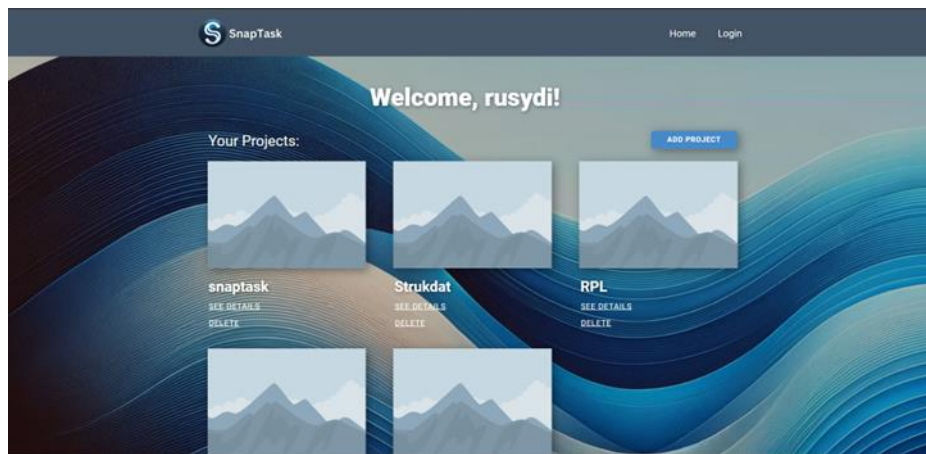 SnapTask
Home
Login
Welcome, rusydi!
Your Projects:
ADD PROJECT
snaptask
SEE DETAILS
DELETE
Strukdat
SEE DETAILS
DELETE
RPL
SEE DETAILS
DELETE